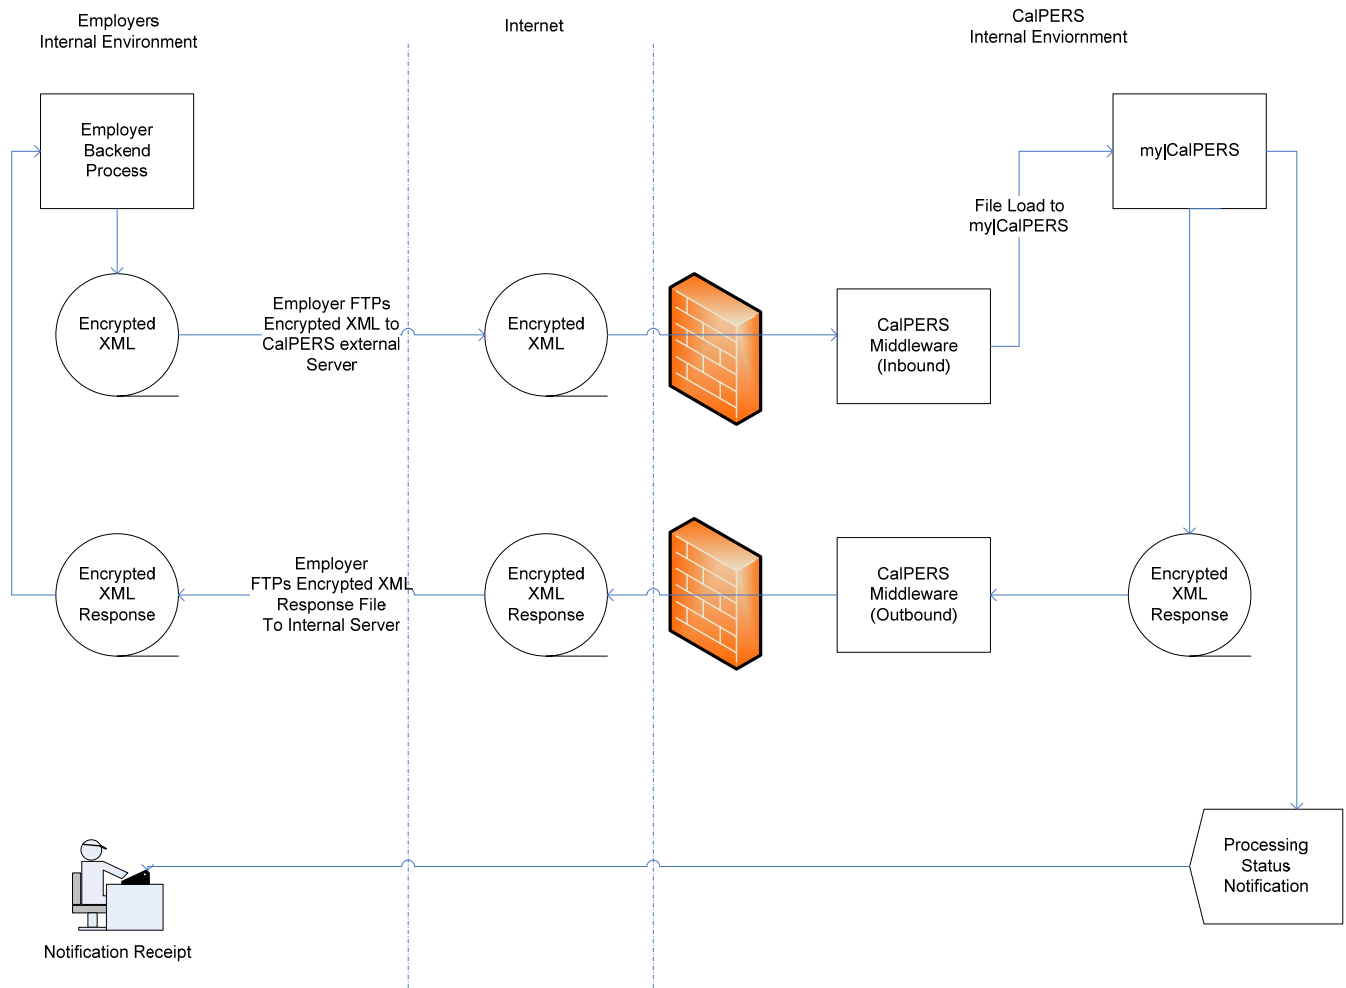 Employers
Internal Environment
Internet
CalPERS
Internal Enviornment
Employer
Backend
Process
my|CalPERS
File Load to
my|CalPERS
Encrypted
XML
Employer FTPs
Encrypted XML to
CalPERS external
Server
Encrypted
XML
CalPERS
Middleware
(Inbound)
Encrypted
XML
Response
Employer
FTPs Encrypted XML
Response File
To Internal Server
Encrypted
XML
Response
CalPERS
Middleware
(Outbound)
Encrypted
XML
Response
Processing
Status
Notification
Notification Receipt